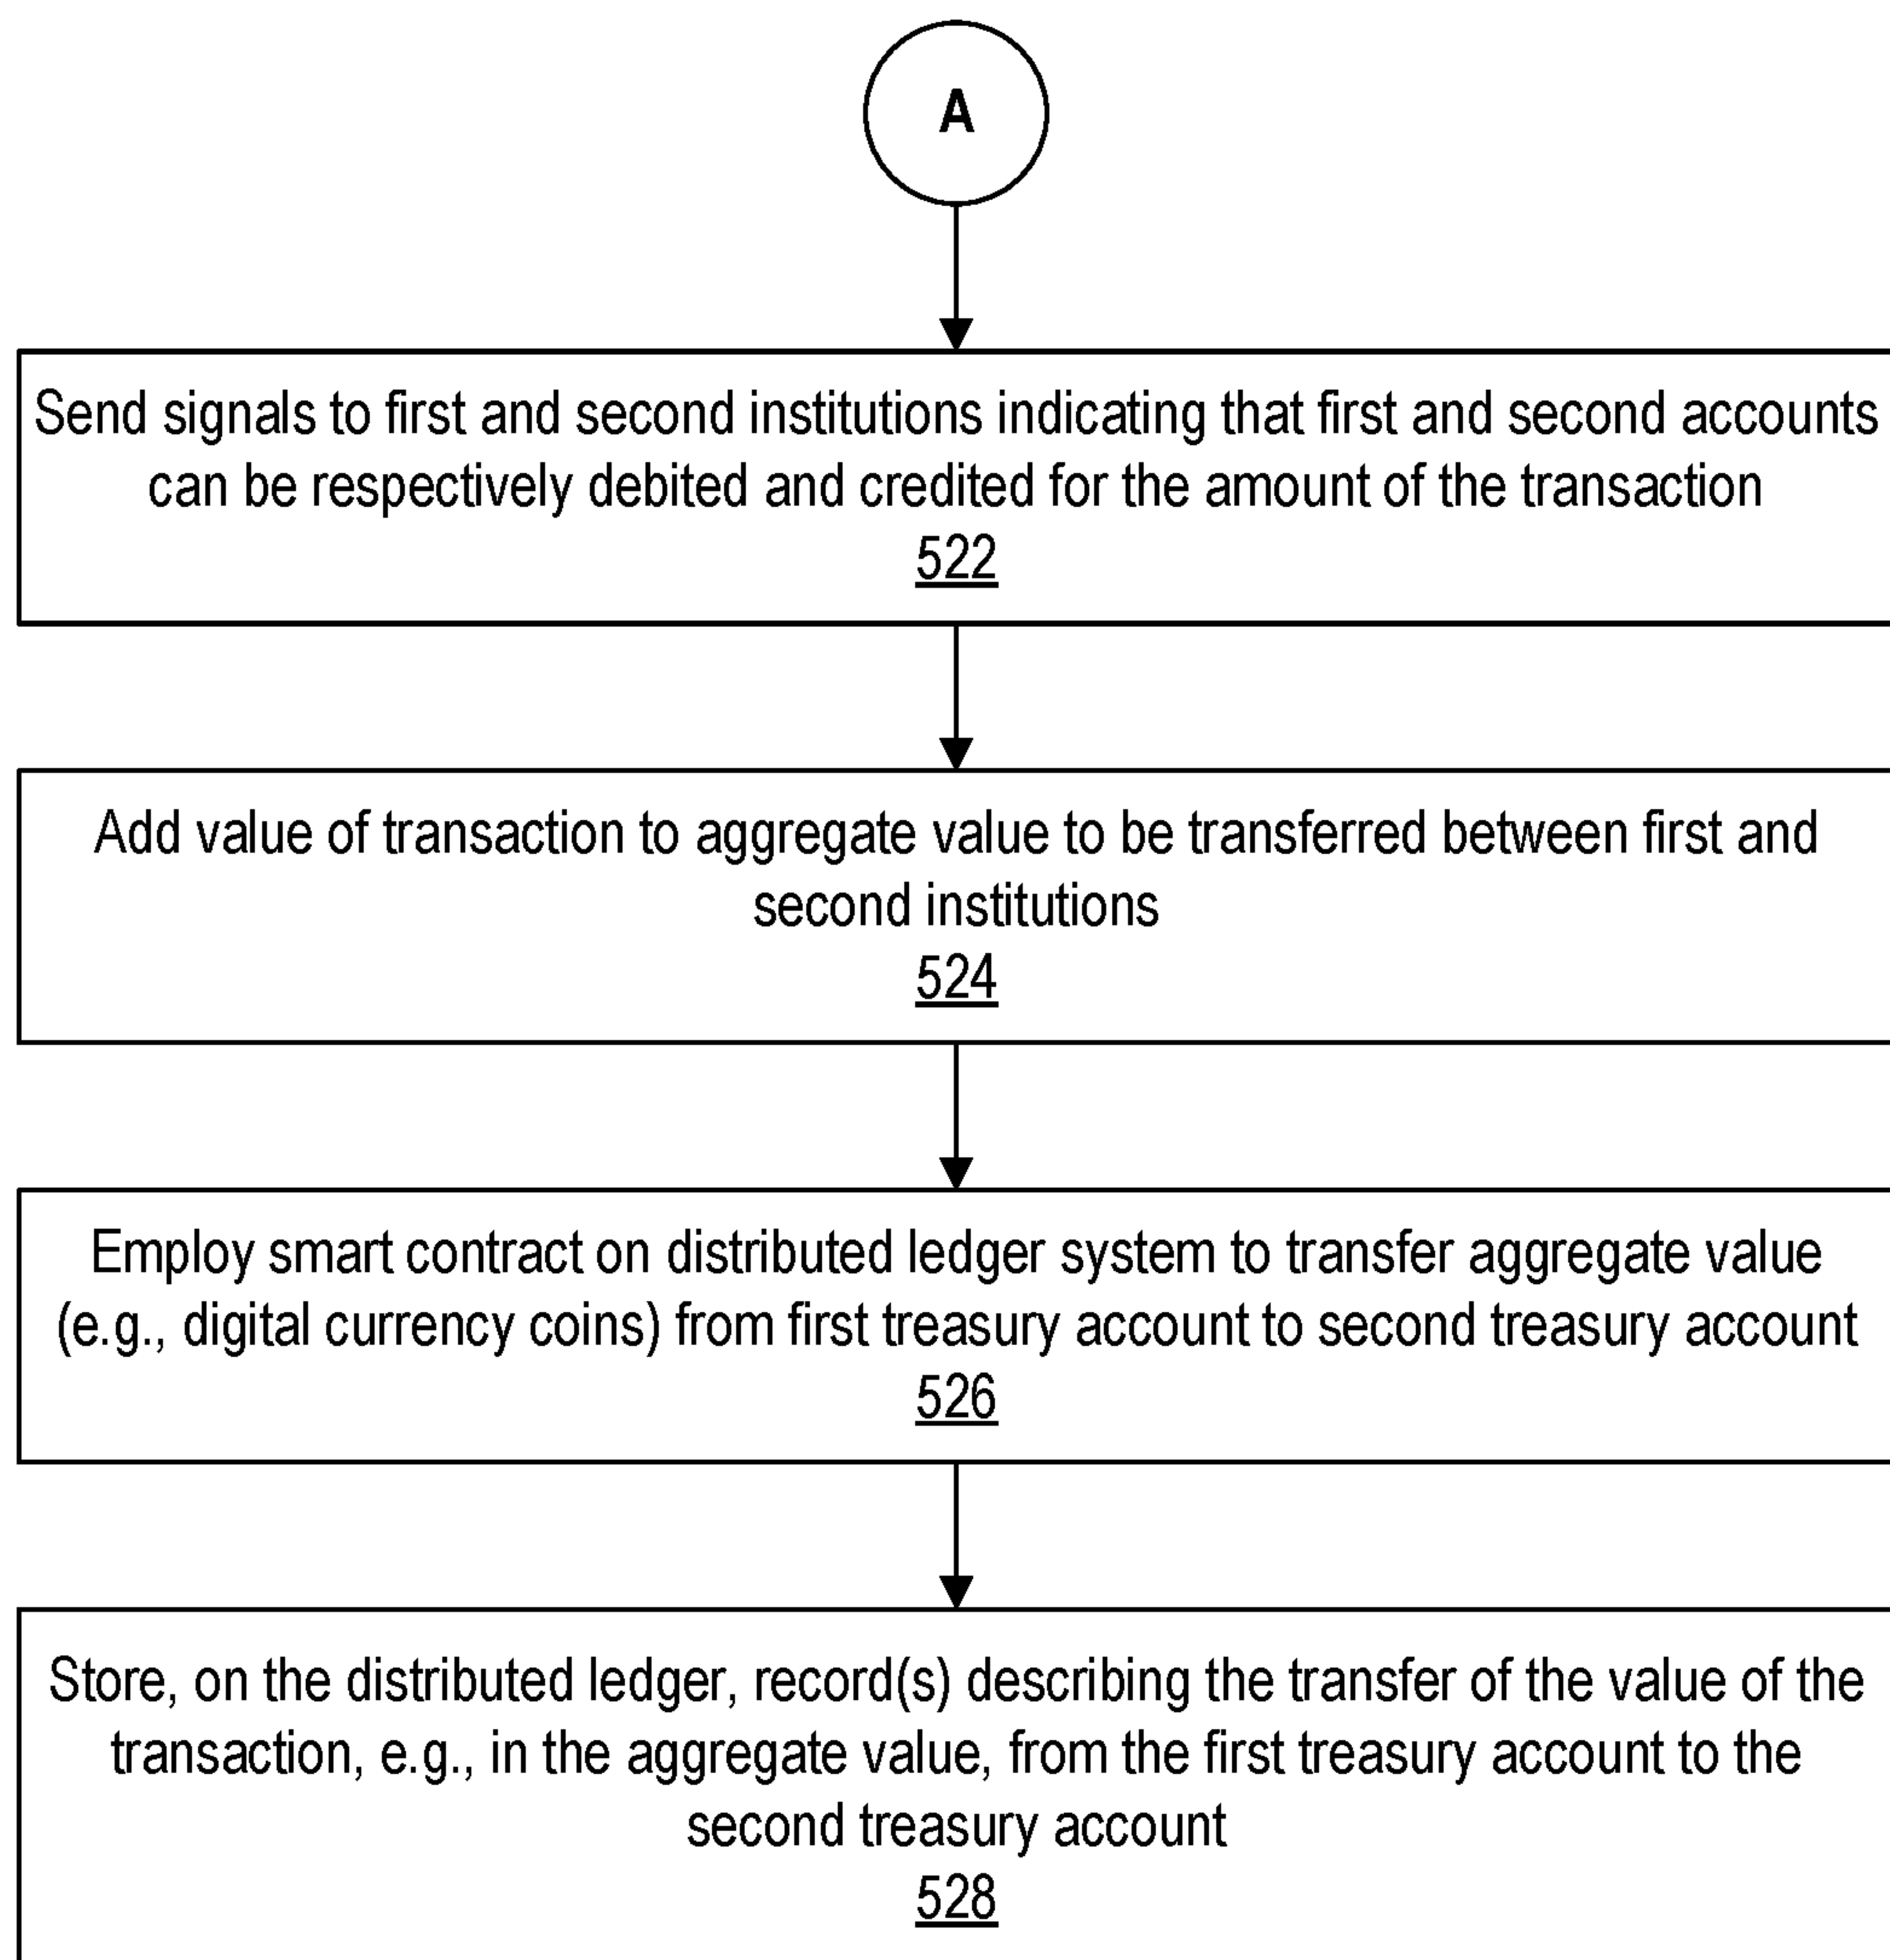 A
Send signals to first and second institutions indicating that first and second accounts
can be respectively debited and credited for the amount of the transaction
522
Add value of transaction to aggregate value to be transferred between first and
second institutions
524
Employ smart contract on distributed ledger system to transfer aggregate value
(e.g., digital currency coins) from first treasury account to second treasury account
526
Store, on the distributed ledger, record(s) describing the transfer of the value of the
transaction, e.g., in the aggregate value, from the first treasury account to the
second treasury account
528